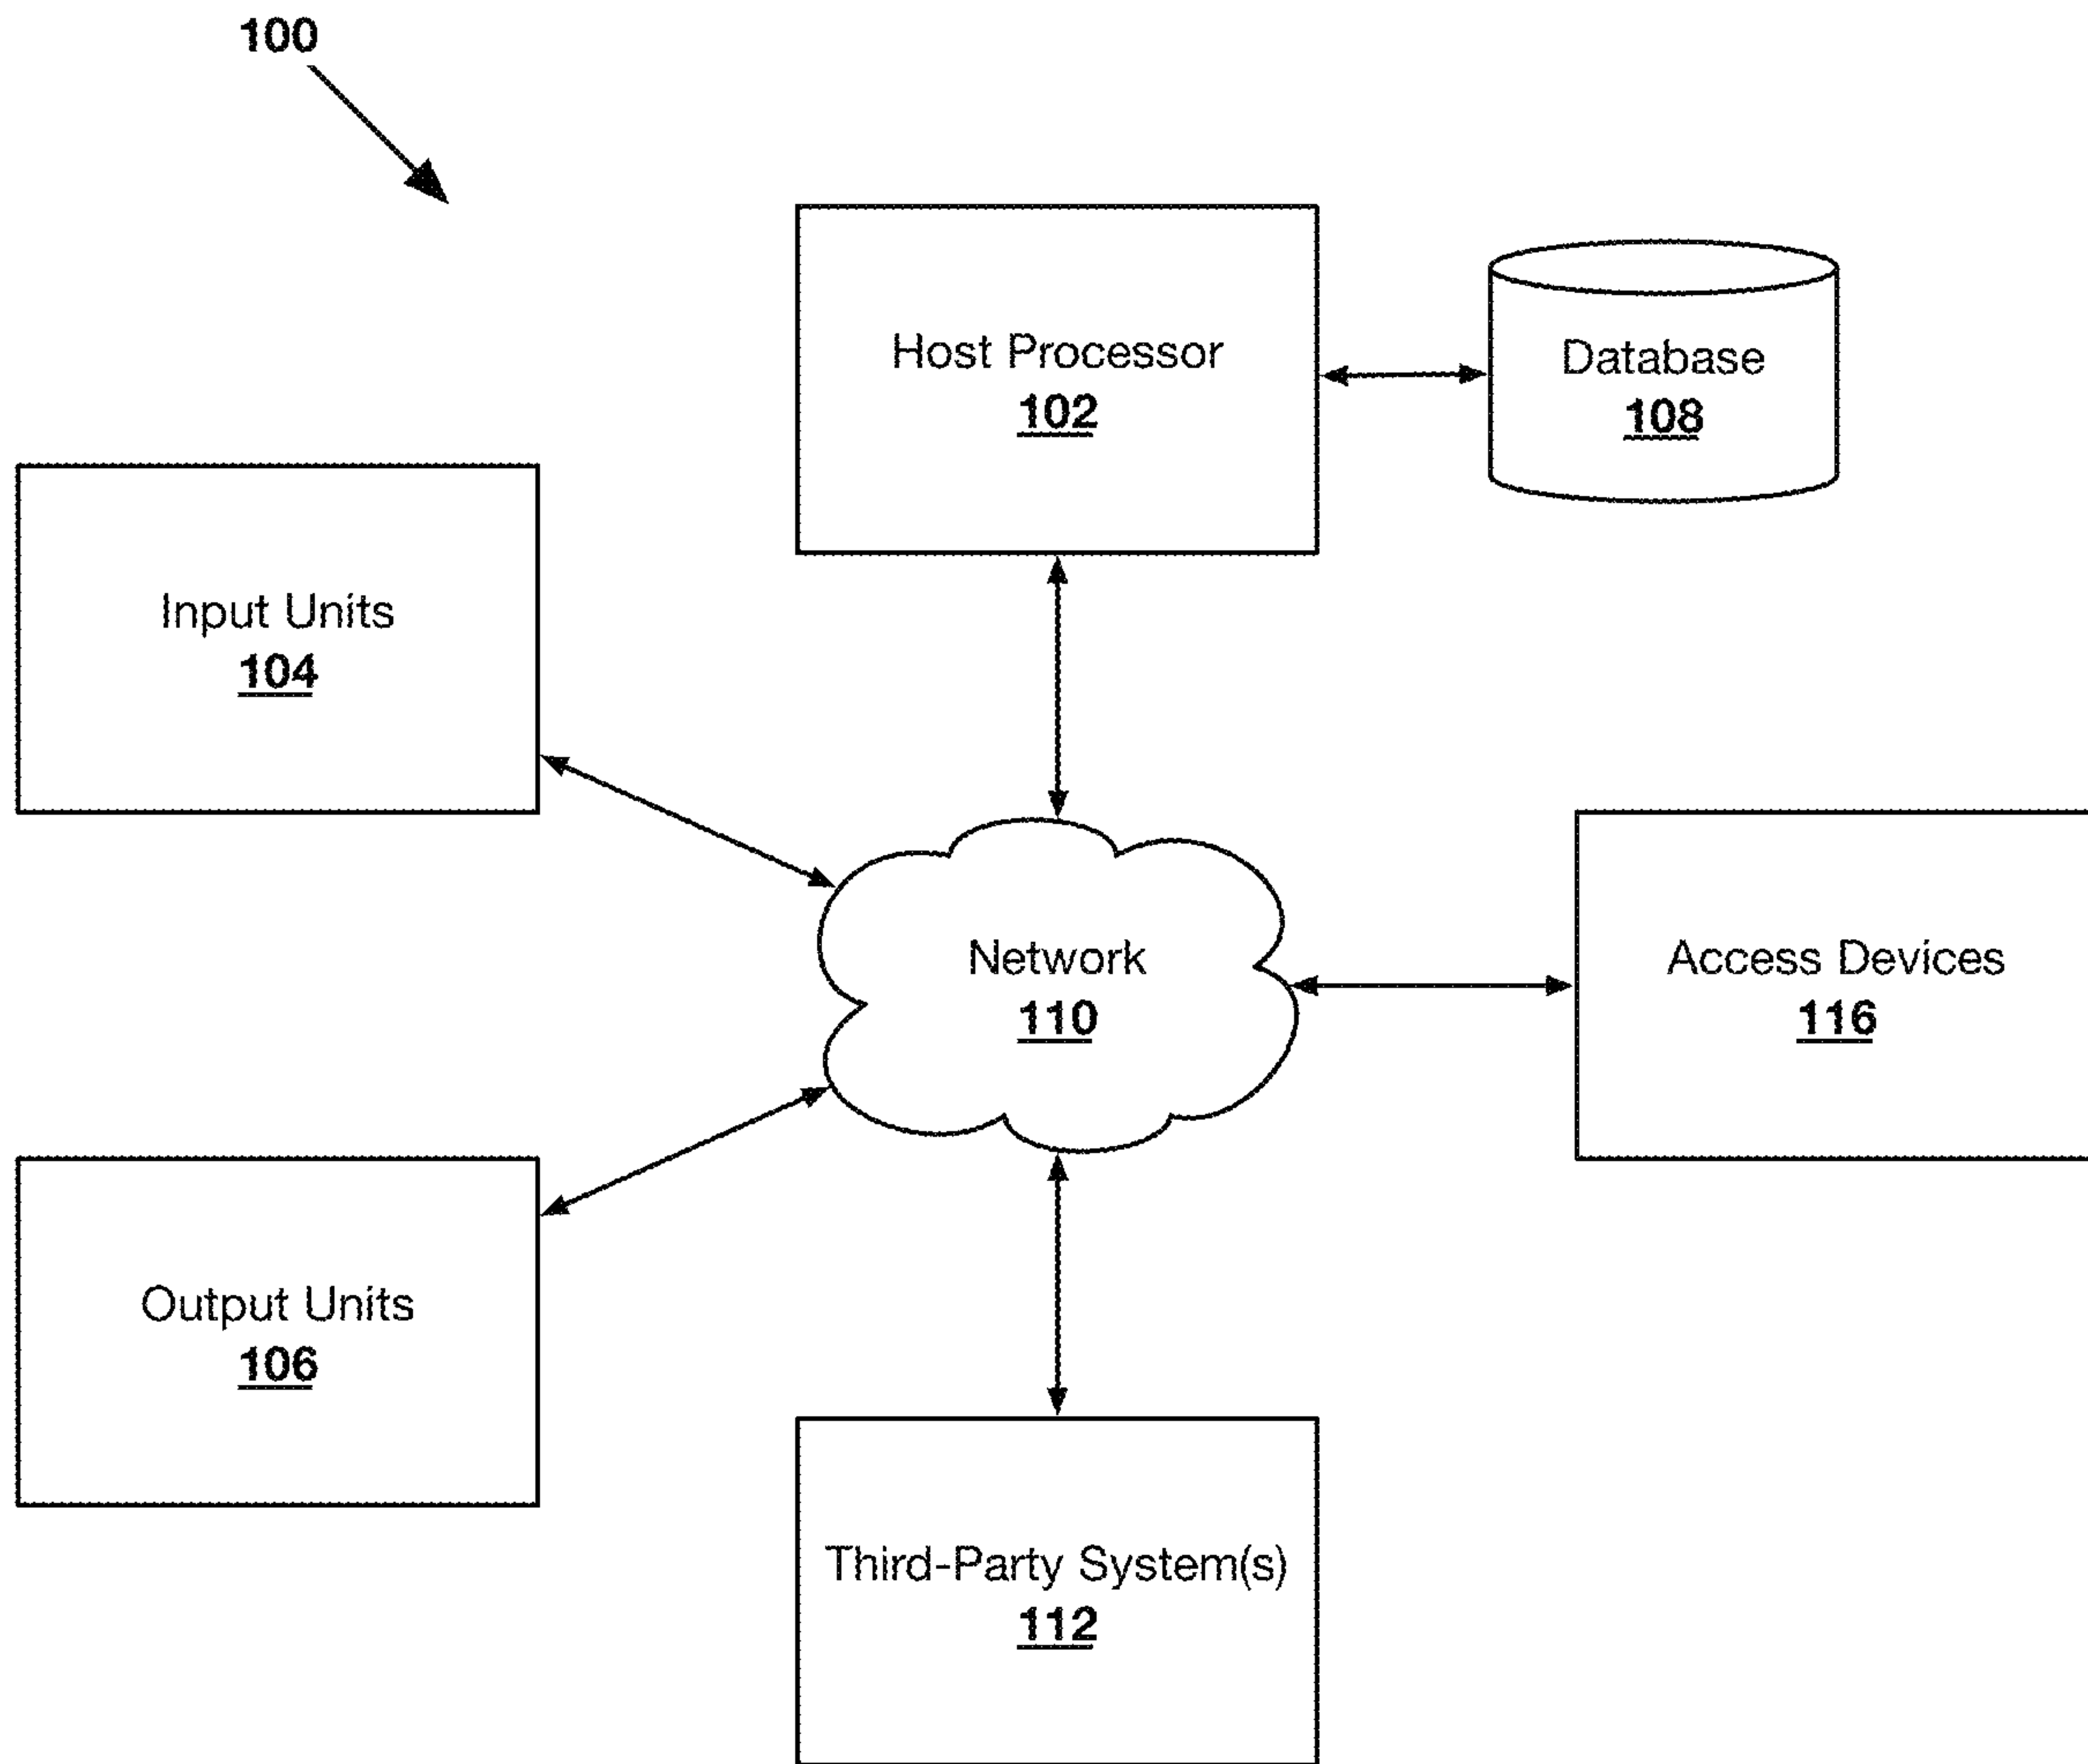 100
Host Processor
102
Database
108
Input Units
104
Network
110
Access Devices
116
Output Units
106
Third-Party System(s)
112